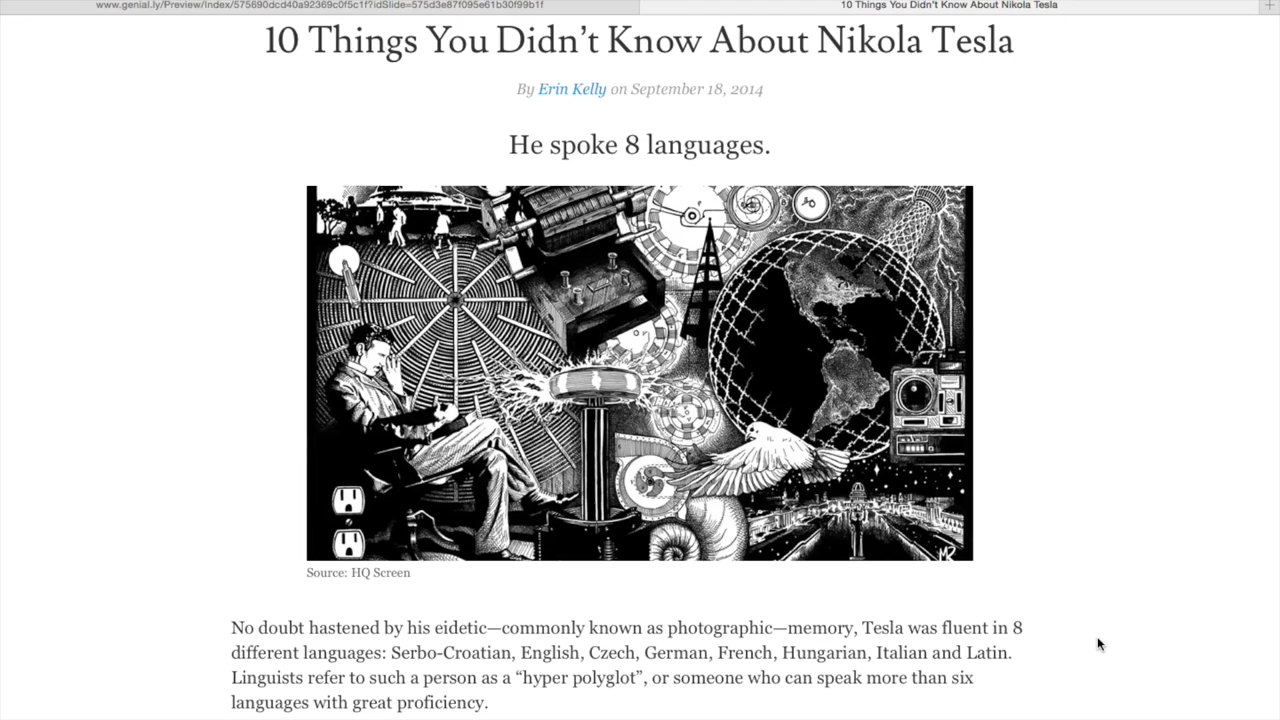 www.genial.ly/Preview/Index/575690dcd40a92369c0f5c1f?idSlide=575d3e87f095e61b30f99b1f
10 Things You Didn't Know About Nikola Tesla
10 Things You Didn’t Know About Nikola Tesla
By Erin Kelly on September 18, 2014
He spoke 8 languages.
MR
Source: HQ Screen
No doubt hastened by his eidetic—commonly known as photographic—memory, Tesla was fluent in 8
different languages: Serbo-Croatian, English, Czech, German, French, Hungarian, Italian and Latin.
Linguists refer to such a person as a “hyper polyglot”, or someone who can speak more than six
languages with great proficiency.